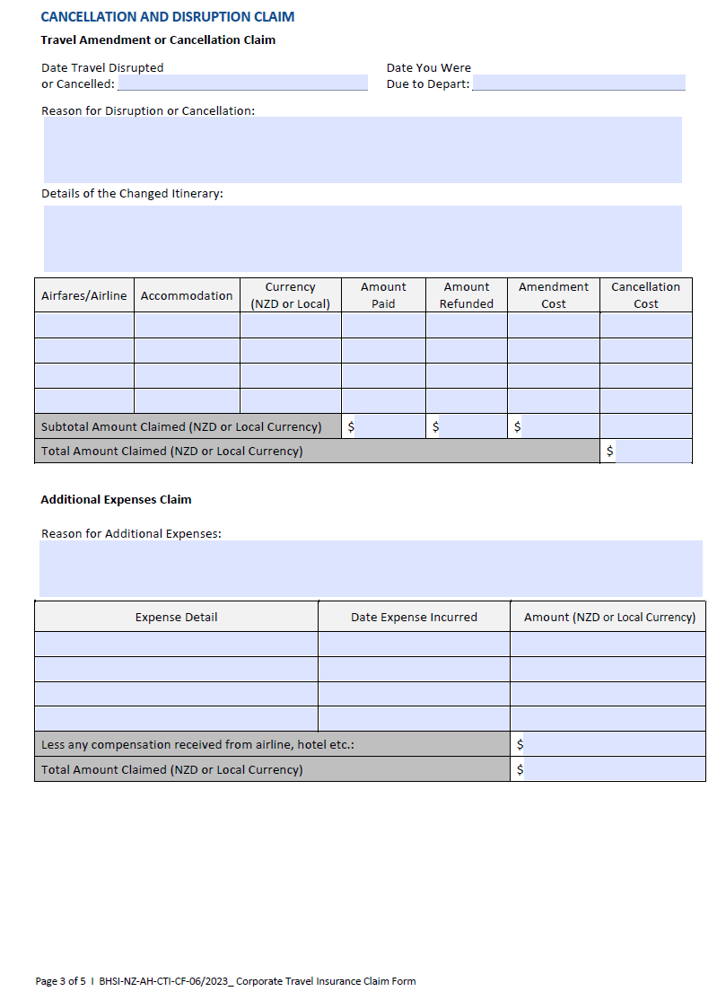 CANCELLATION AND DISRUPTION CLAIM
Travel Amendment or Cancellation Claim
Date Travel Disrupted
or Cancelled:
Date You Were
Due to Depart:
Reason for Disruption or Cancellation:
Details of the Changed Itinerary:
Airfares/Airline
Accommodation
Currency
(NZD or Local)
Amount
Paid
Amount
Refunded
Amendment
Cost
Cancellation
Cost
Subtotal Amount Claimed (NZD or Local Currency) $ $ $
Total Amount Claimed (NZD or Local Currency) $
Additional Expenses Claim
Reason for Additional Expenses:
Expense Detail Date Expense Incurred Amount (NZD or Local Currency)
Less any compensation received from airline, hotel etc.: $
Total Amount Claimed (NZD or Local Currency) $
Page 3 of 5 I BHSI-NZ-AH-CTI-CF-06/2023_ Corporate Travel Insurance Claim Form